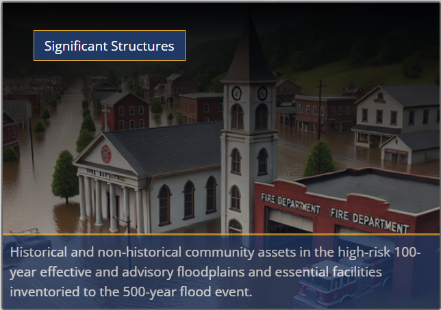 Significant Structures
FIRE DEPARTMENT FIRE DEPARTMENT
Historical and non-historical community assets in the high-risk 100-
year effective and advisory floodplains and essential facilities
inventoried to the 500-year flood event.